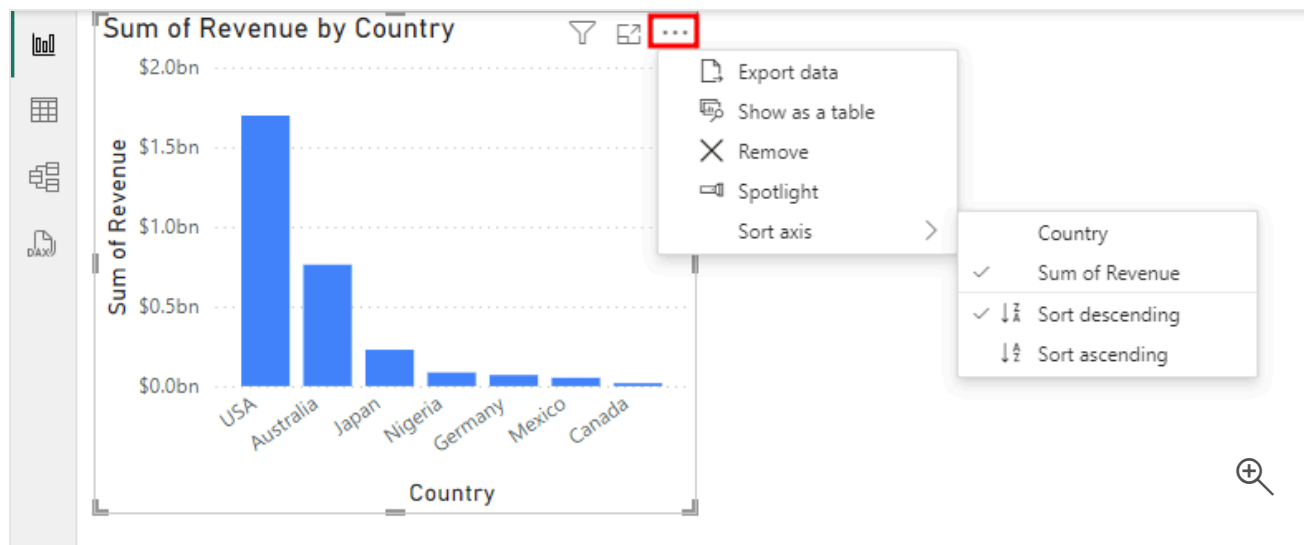 Sum of Revenue by Country
...
$2.0bn
$1.5bn
$1.0bn
$0.5bn
$0.0bn
Sum of Revenue
USA
Australia
Japan
Nigeria
Germany
Mexico
Canada
Country
DAX
Export data
Show as a table
Remove
Spotlight
Sort axis
Country
Sum of Revenue
Z
A
Sort descending
A
Z
Sort ascending